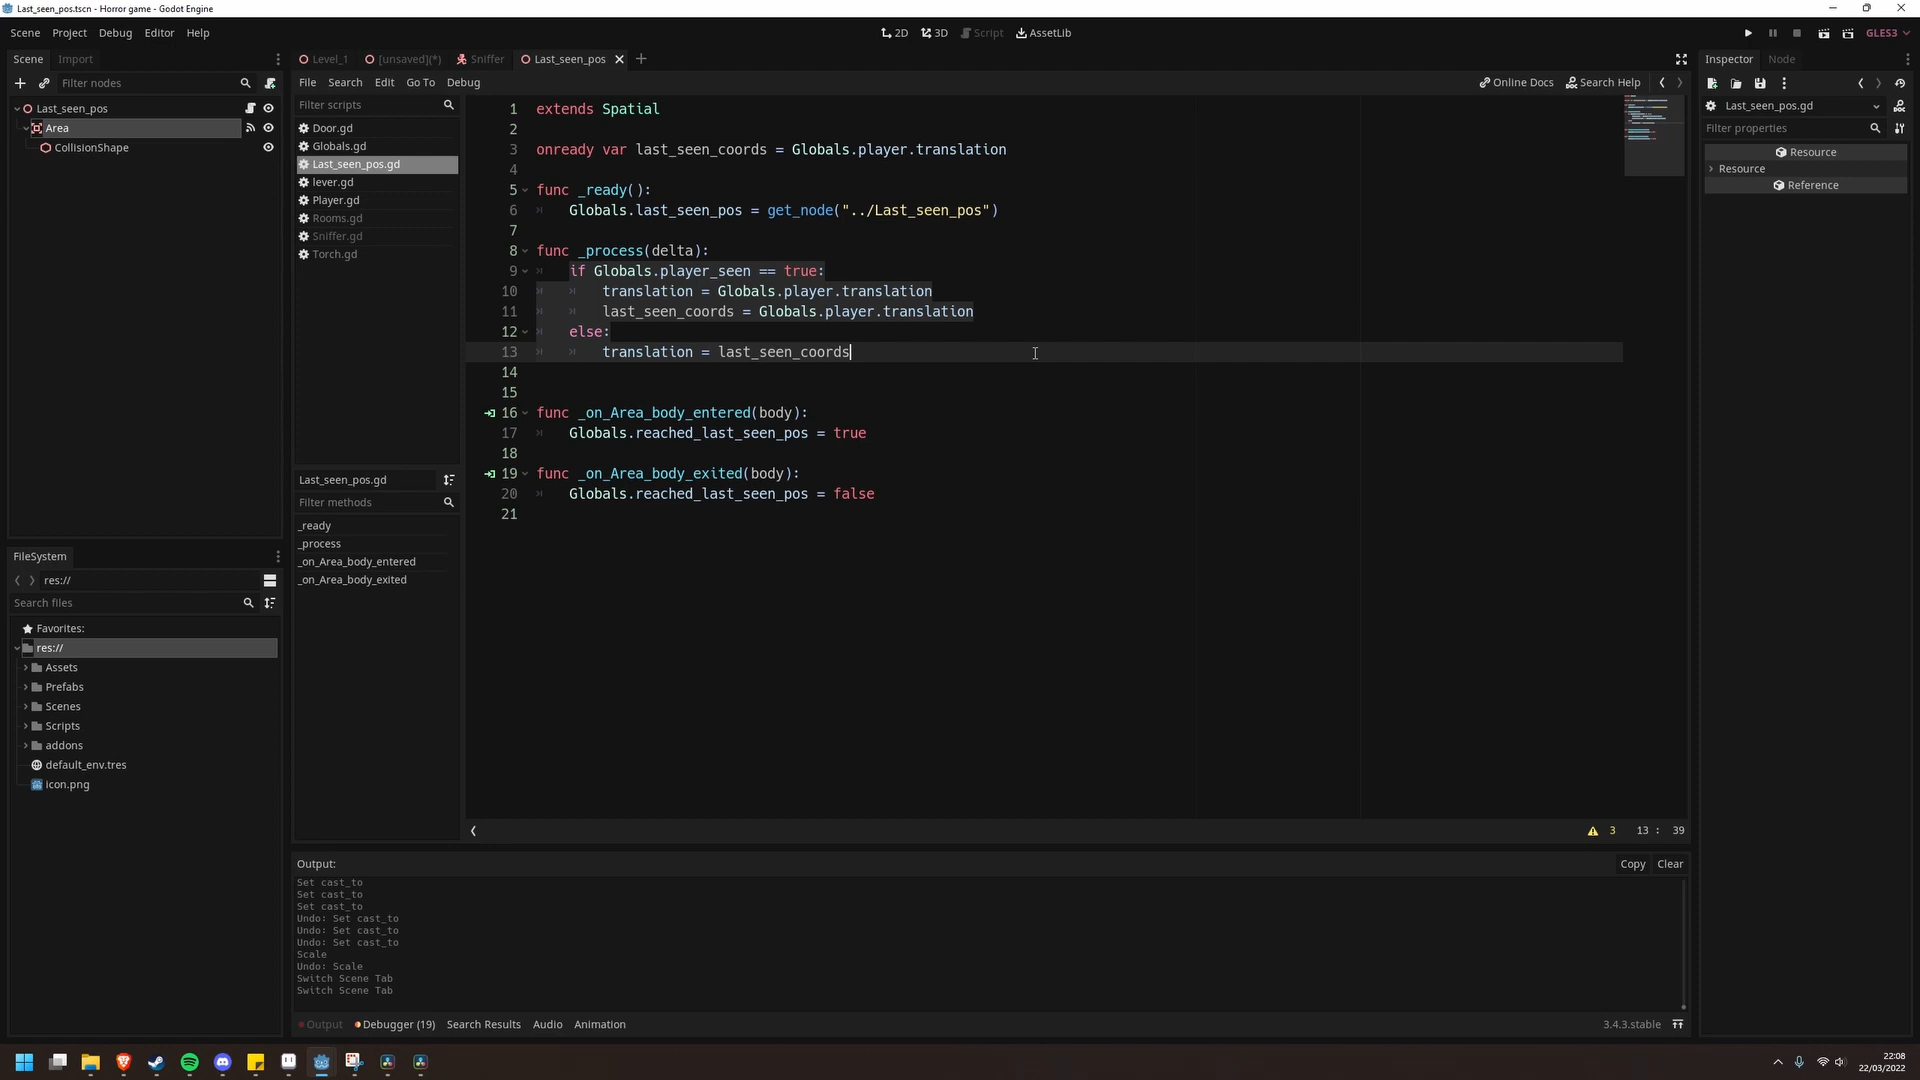 Last_seen_pos.tscn - Horror game - Godot Engine
Scene Project Debug Editor Help
2D 3D Script AssetLib
GLES3
Scene Import
Filter nodes
Last_seen_pos
Area
CollisionShape
Level_1 [unsaved](*) Sniffer Last_seen_pos
File Search Edit Go To Debug
Online Docs Search Help
Filter scripts
Door.gd
Globals.gd
Last_seen_pos.gd
lever.gd
Player.gd
Rooms.gd
Sniffer.gd
Torch.gd
Last_seen_pos.gd
Filter methods
_ready
_process
_on_Area_body_entered
_on_Area_body_exited
1 extends Spatial
2
3 onready var last_seen_coords = Globals.player.translation
4
5 func _ready():
6 Globals.last_seen_pos = get_node("../Last_seen_pos")
7
8 func _process(delta):
9 if Globals.player_seen == true:
10 translation = Globals.player.translation
11 last_seen_coords = Globals.player.translation
12 else:
13 translation = last_seen_coords
14
15
16 func _on_Area_body_entered(body):
17 Globals.reached_last_seen_pos = true
18
19 func _on_Area_body_exited(body):
20 Globals.reached_last_seen_pos = false
21
3 13 : 39
Inspector Node
Last_seen_pos.gd
Filter properties
Resource
Resource
Reference
FileSystem
res://
Search files
Favorites:
res://
Assets
Prefabs
Scenes
Scripts
addons
default_env.tres
icon.png
Output:
Copy Clear
Set cast_to
Set cast_to
Set cast_to
Undo: Set cast_to
Undo: Set cast_to
Undo: Set cast_to
Scale
Undo: Scale
Switch Scene Tab
Switch Scene Tab
Output Debugger (19) Search Results Audio Animation
3.4.3.stable
22:08
22/03/2022